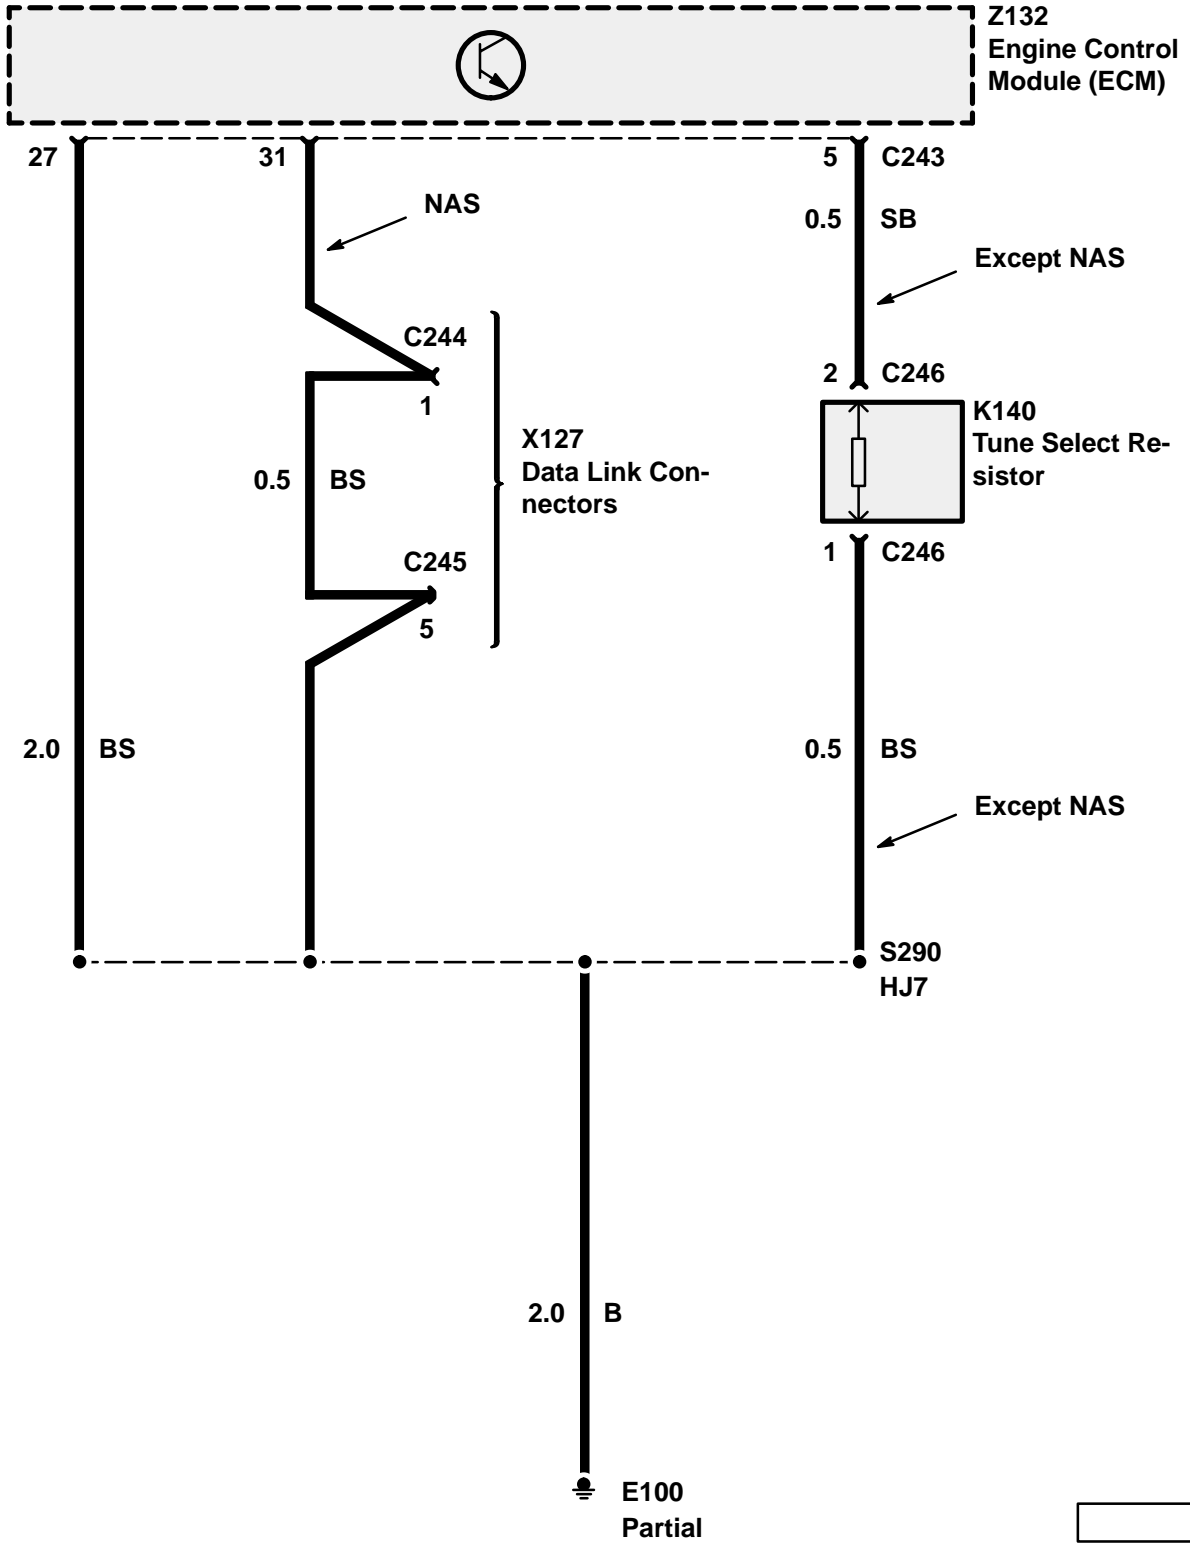 Z132
Engine Control
Module (ECM)
27
31
5 C243
NAS
0.5 SB
Except NAS
C244
2 C246
1
K140
Tune Select Re-
sistor
X127
Data Link Con-
nectors
0.5 BS
1 C246
C245
5
2.0 BS
0.5 BS
Except NAS
S290
HJ7
2.0 B
E100
Partial